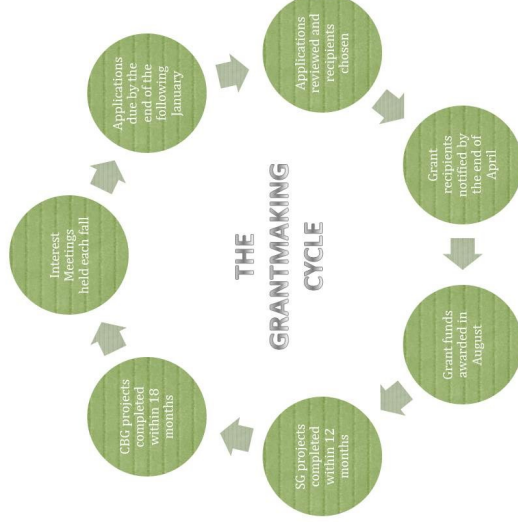 THE
GRANTMAKING
CYCLE
Interest
Meetings
held each fall
Applications
due by the
end of the
following
January
Applications
reviewed and
recipients
chosen
Grant
recipients
notified by
the end of
April
Grant funds
awarded in
August
SG projects
completed
within 12
months
CBG projects
completed
within 18
months